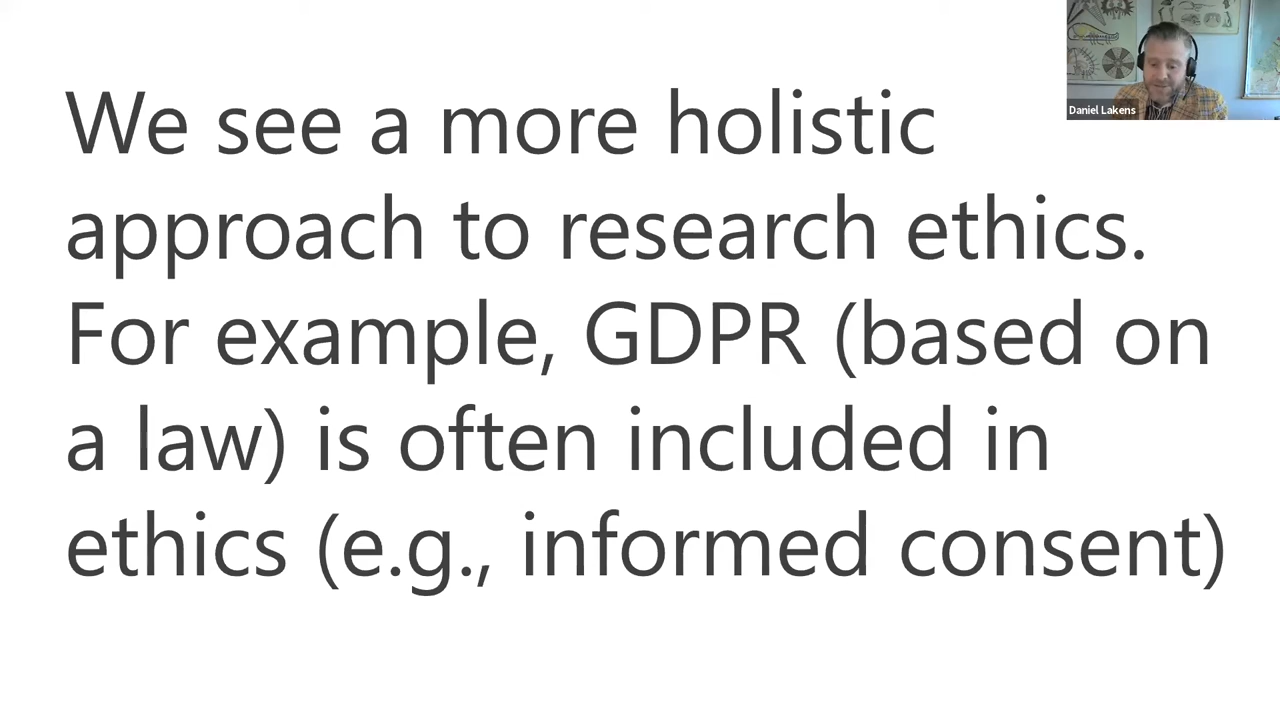 We see a more holistic
approach to research ethics.
For example, GDPR (based on
a law) is often included in
ethics (e.g., informed consent)
Daniel Lakens